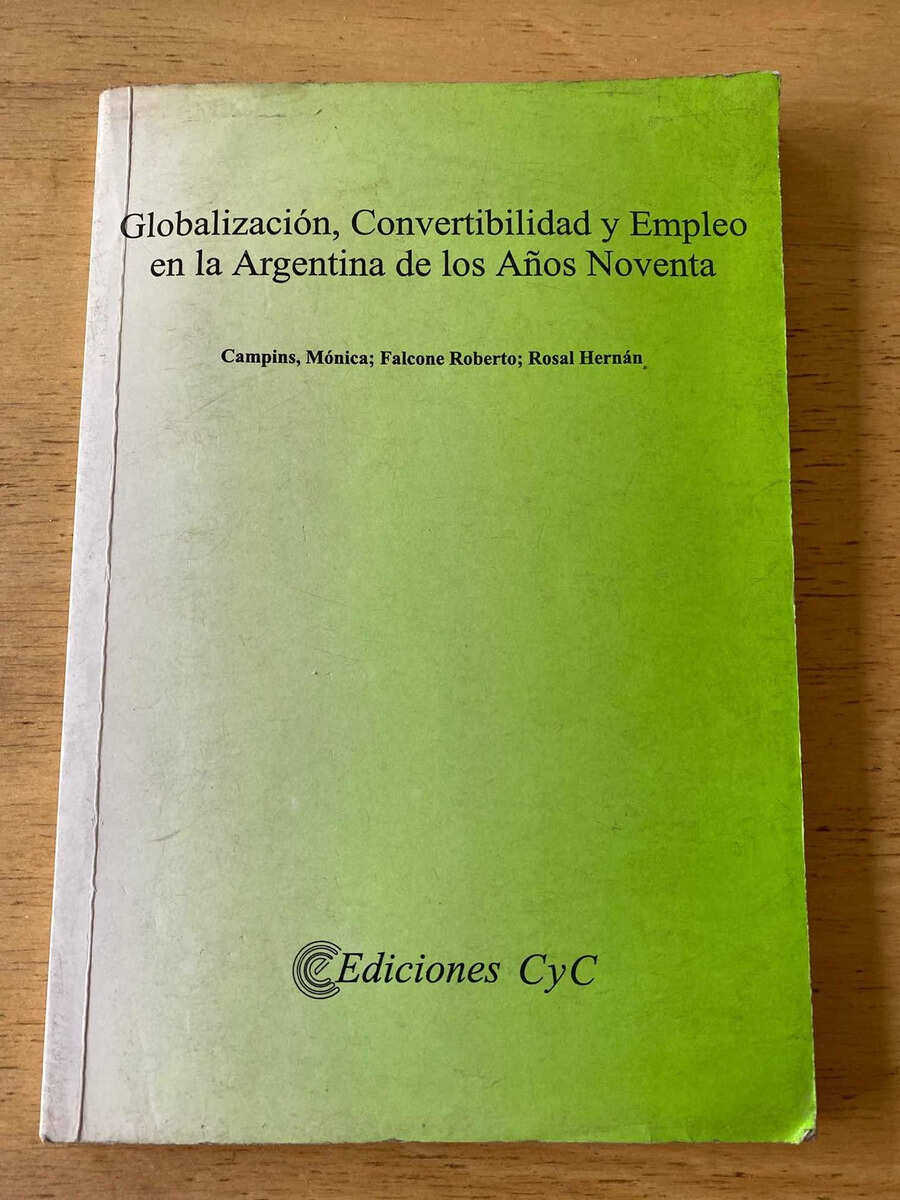 Globalización, Convertibilidad y Empleo
en la Argentina de los Años Noventa
Campins, Mónica; Falcone Roberto; Rosal Hernán
Ediciones CyC